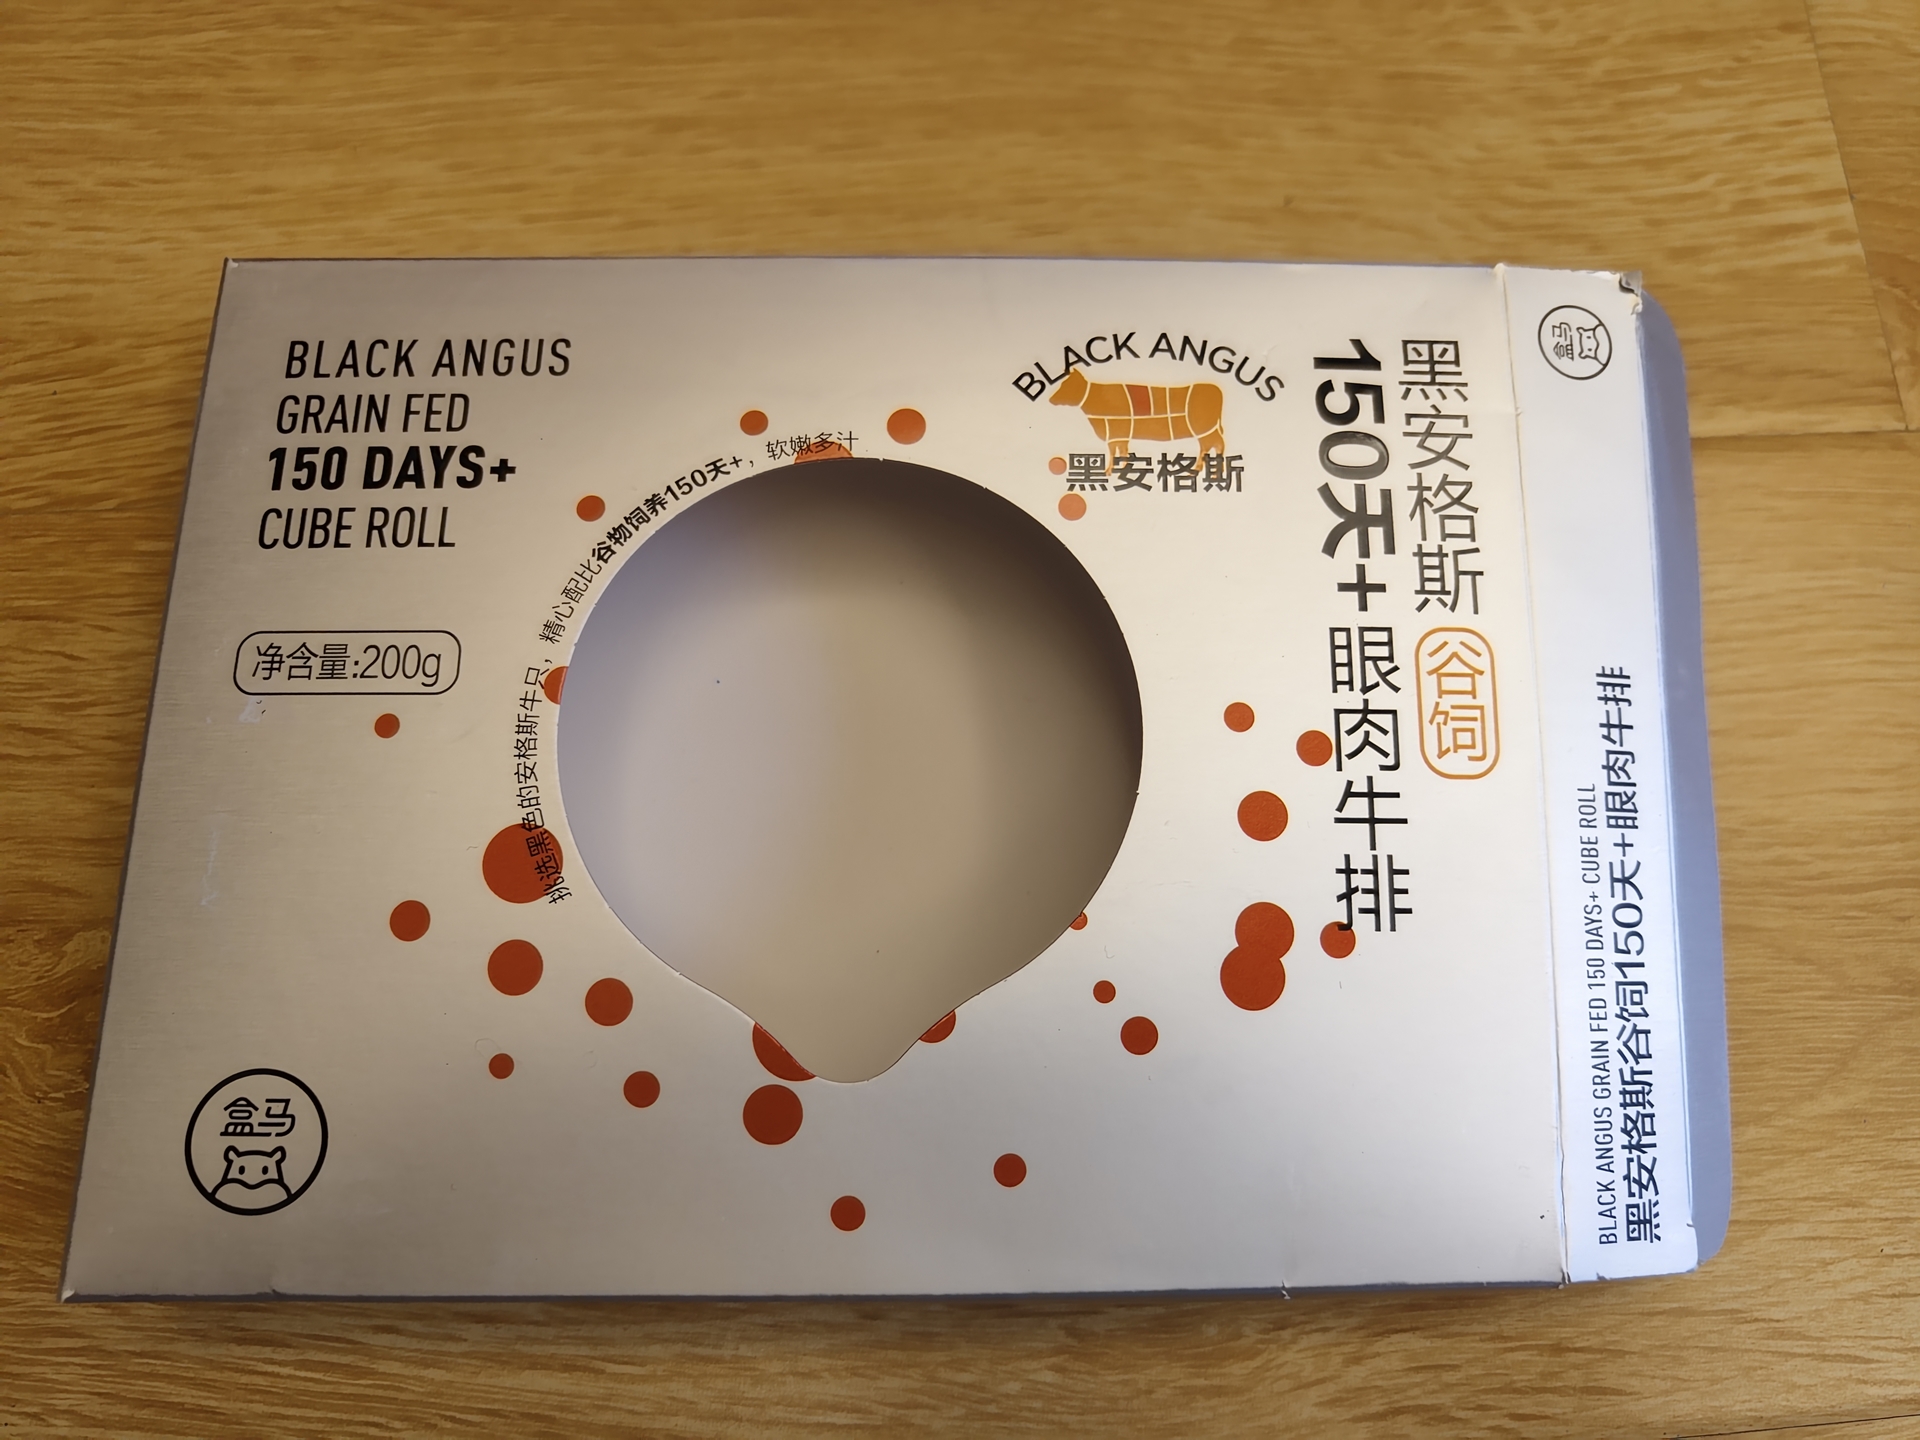 BLACK ANGUS
GRAIN FED
150 DAYS+
CUBE ROLL
净含量:200g
挑选黑色的安格斯牛只，精心配比谷物饲养150天+，软嫩多汁
BLACK ANGUS
黑安格斯
黑安格斯 谷饲
150天+眼肉牛排
盒马
盒马
BLACK ANGUS GRAIN FED 150 DAYS+ CUBE ROLL
黑安格斯谷饲150天+眼肉牛排